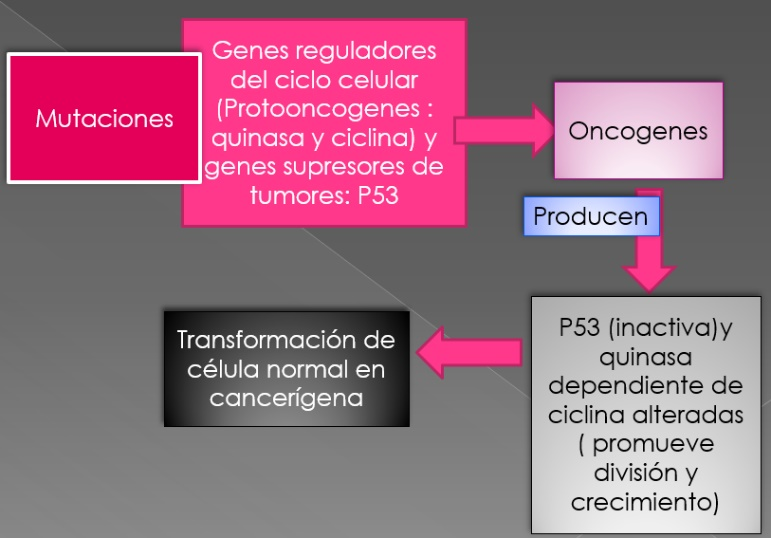 Mutaciones
Genes reguladores
del ciclo celular
(Protooncogenes :
quinasa y ciclina) y
genes supresores de
tumores: P53
Oncogenes
Producen
P53 (inactiva)y
quinasa
dependiente de
ciclina alteradas
( promueve
división y
crecimiento)
Transformación de
célula normal en
cancerígena